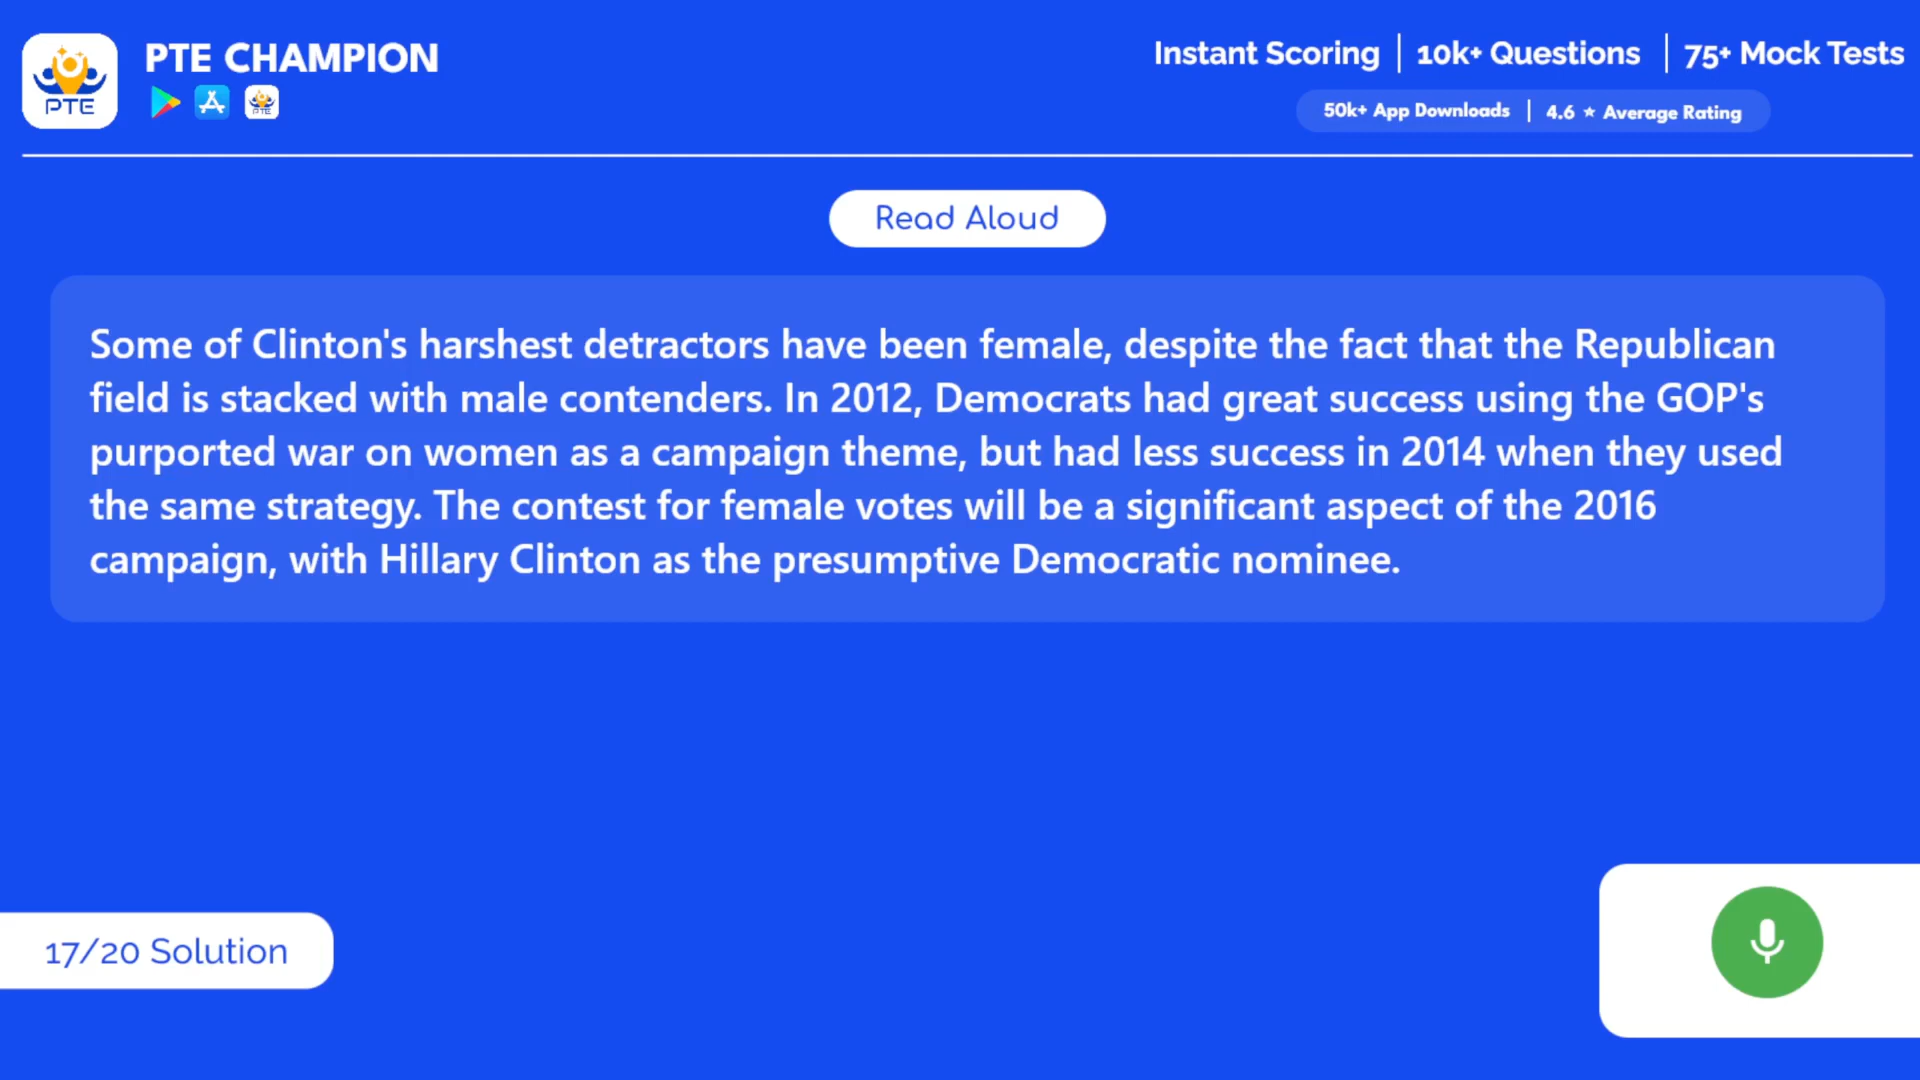 PTE CHAMPION
Instant Scoring | 10k+ Questions | 75+ Mock Tests
50k+ App Downloads | 4.6 ★ Average Rating
PTE
PTE
Read Aloud
Some of Clinton's harshest detractors have been female, despite the fact that the Republican
field is stacked with male contenders. In 2012, Democrats had great success using the GOP's
purported war on women as a campaign theme, but had less success in 2014 when they used
the same strategy. The contest for female votes will be a significant aspect of the 2016
campaign, with Hillary Clinton as the presumptive Democratic nominee.
17/20 Solution